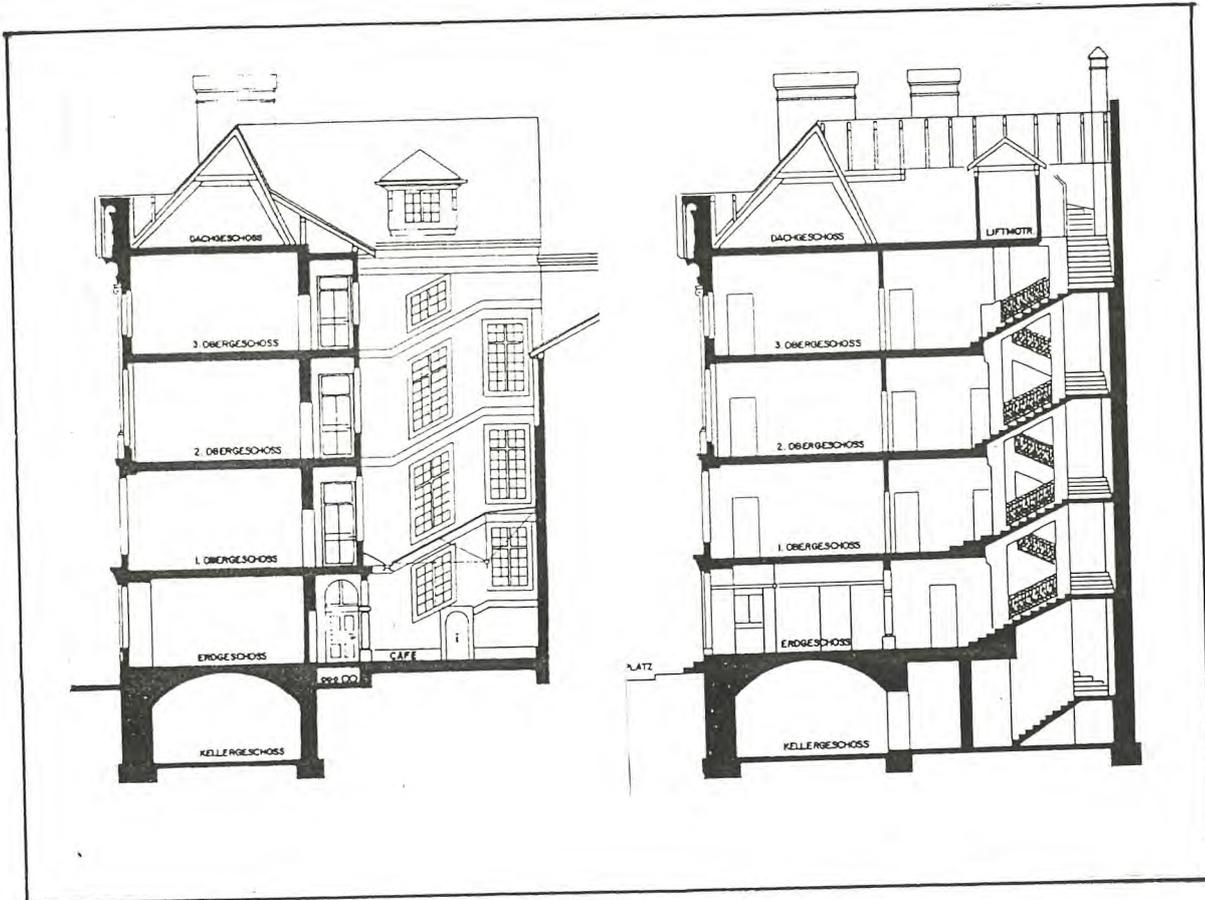 DACHGESCHOSS
3. OBERGESCHOSS
2. OBERGESCHOSS
1. OBERGESCHOSS
ERDGESCHOSS
CAFE
KELLERGESCHOSS
DACHGESCHOSS
LIFTMOTR.
3. OBERGESCHOSS
2. OBERGESCHOSS
1. OBERGESCHOSS
ERDGESCHOSS
PLATZ
KELLERGESCHOSS